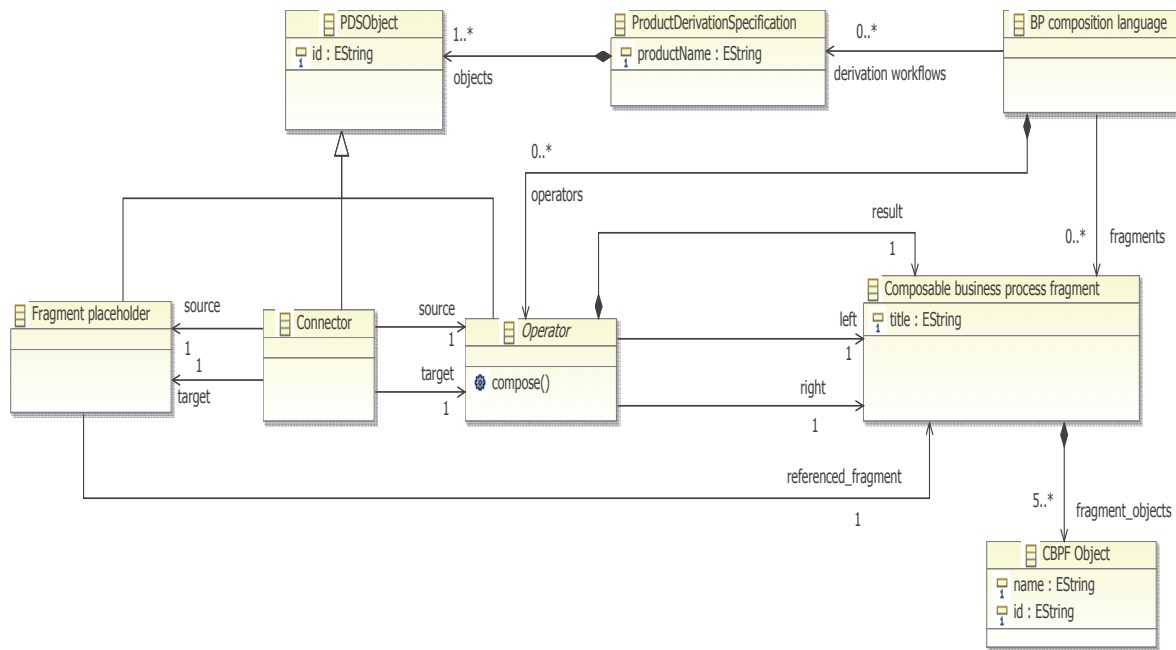 PDSObject
id : EString
1..*
objects
ProductDerivationSpecification
productName : EString
0..*
derivation workflows
BP composition language
0..*
operators
result
1
0..*
fragments
Fragment placeholder
source
1
1
target
Connector
source
1
target
1
Operator
compose()
left
1
right
1
Composable business process fragment
title : EString
referenced_fragment
1
5..*
fragment_objects
CBPF Object
name : EString
id : EString